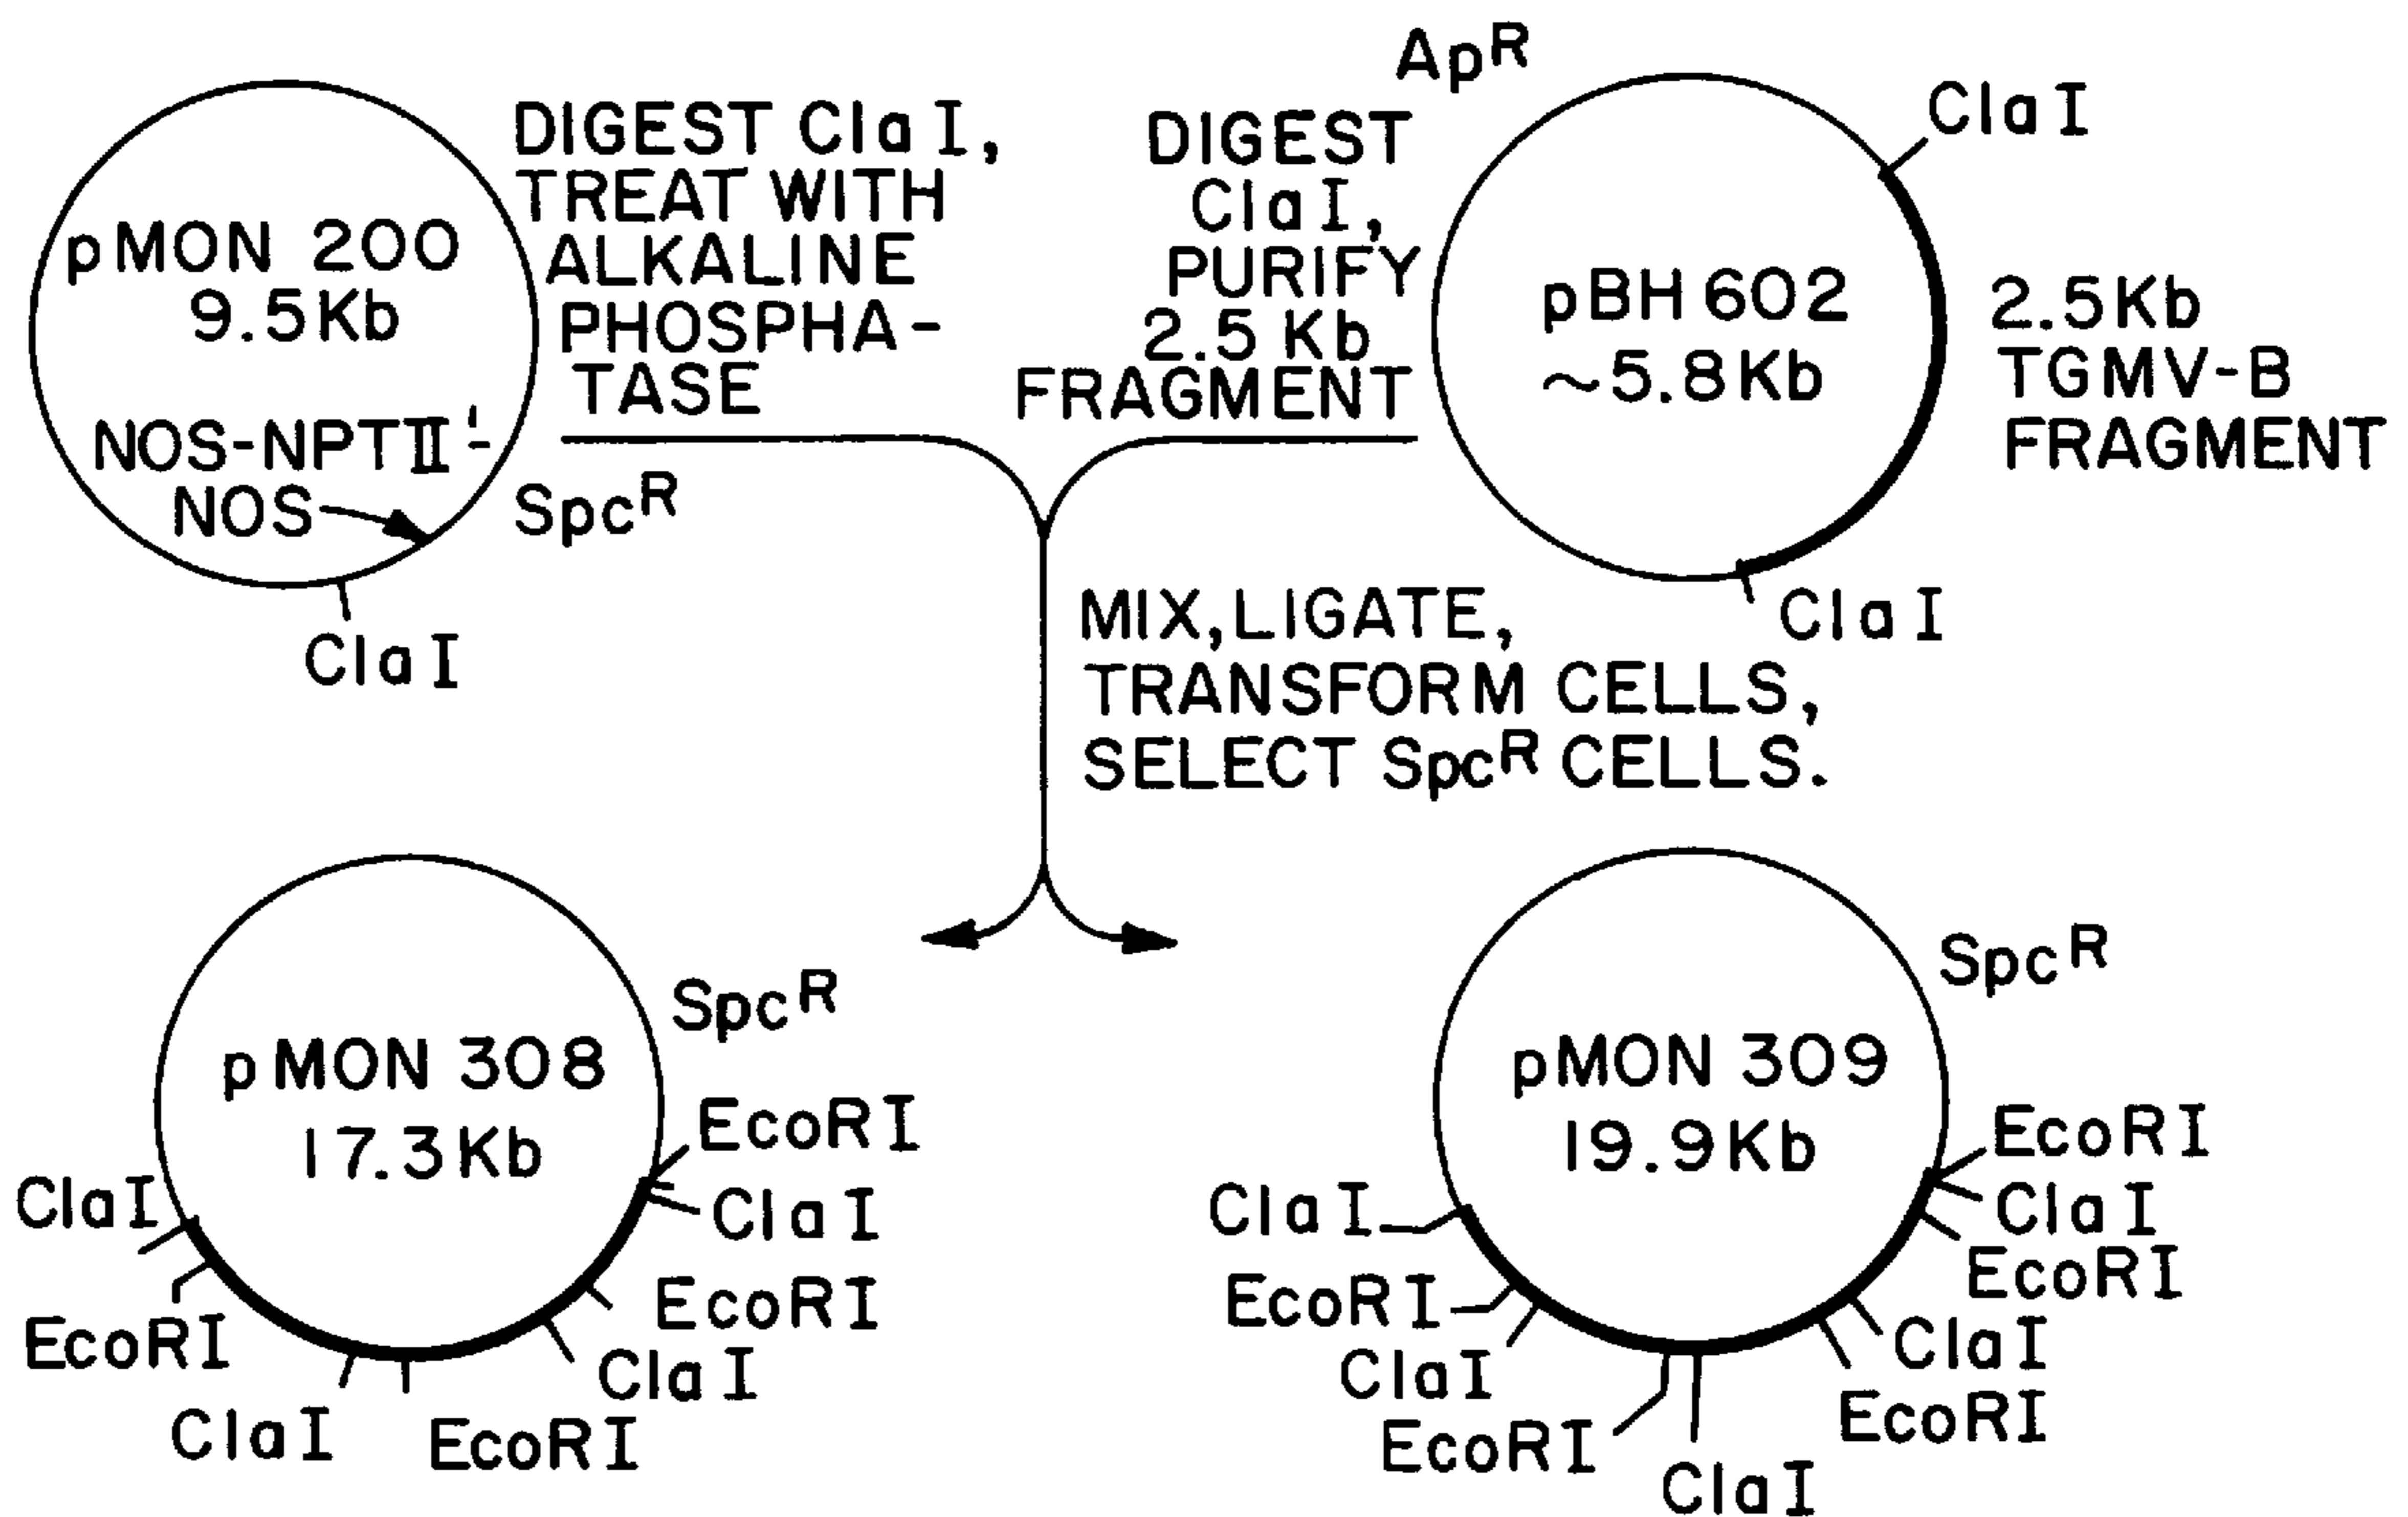 pMON 200
9.5Kb
NOS-NPTII'-
NOS
SpcR
ClaI
DIGEST ClaI,
TREAT WITH
ALKALINE
PHOSPHA-
TASE
ApR
DIGEST
ClaI,
PURIFY
2.5 Kb
FRAGMENT
pBH 602
~5.8Kb
ClaI
2.5Kb
TGMV-B
FRAGMENT
ClaI
MIX, LIGATE,
TRANSFORM CELLS,
SELECT SpcR CELLS.
pMON 308
17.3Kb
SpcR
EcoRI
ClaI
EcoRI
ClaI
EcoRI
ClaI
EcoRI
ClaI
pMON 309
19.9Kb
SpcR
EcoRI
ClaI
EcoRI
ClaI
EcoRI
ClaI
EcoRI
ClaI
EcoRI
ClaI